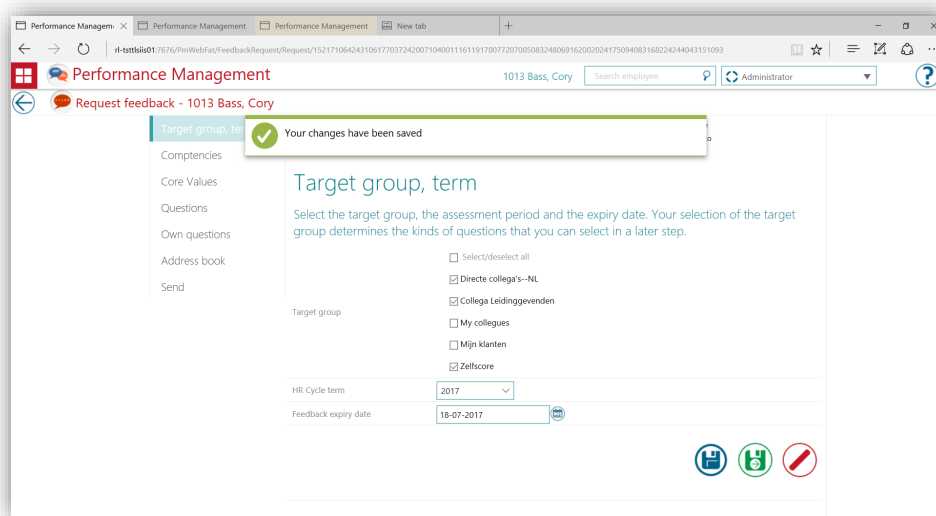 Performance Managem
Performance Management
Performance Management
New tab
rl-tsttlsiis01:7676/PmWebFat/FeedbackRequest/Request/
Performance Management
1013 Bass, Cory
Search employee
Administrator
?
Request feedback - 1013 Bass, Cory
Your changes have been saved
Target group, ter
Comptencies
Core Values
Questions
Own questions
Address book
Send
Target group, term
Select the target group, the assessment period and the expiry date. Your selection of the target
group determines the kinds of questions that you can select in a later step.
Select/deselect all
Directe collega's--NL
Collega Leidinggevenden
Target group
My collegues
Mijn klanten
Zelfscore
HR Cycle term
2017
Feedback expiry date
18-07-2017